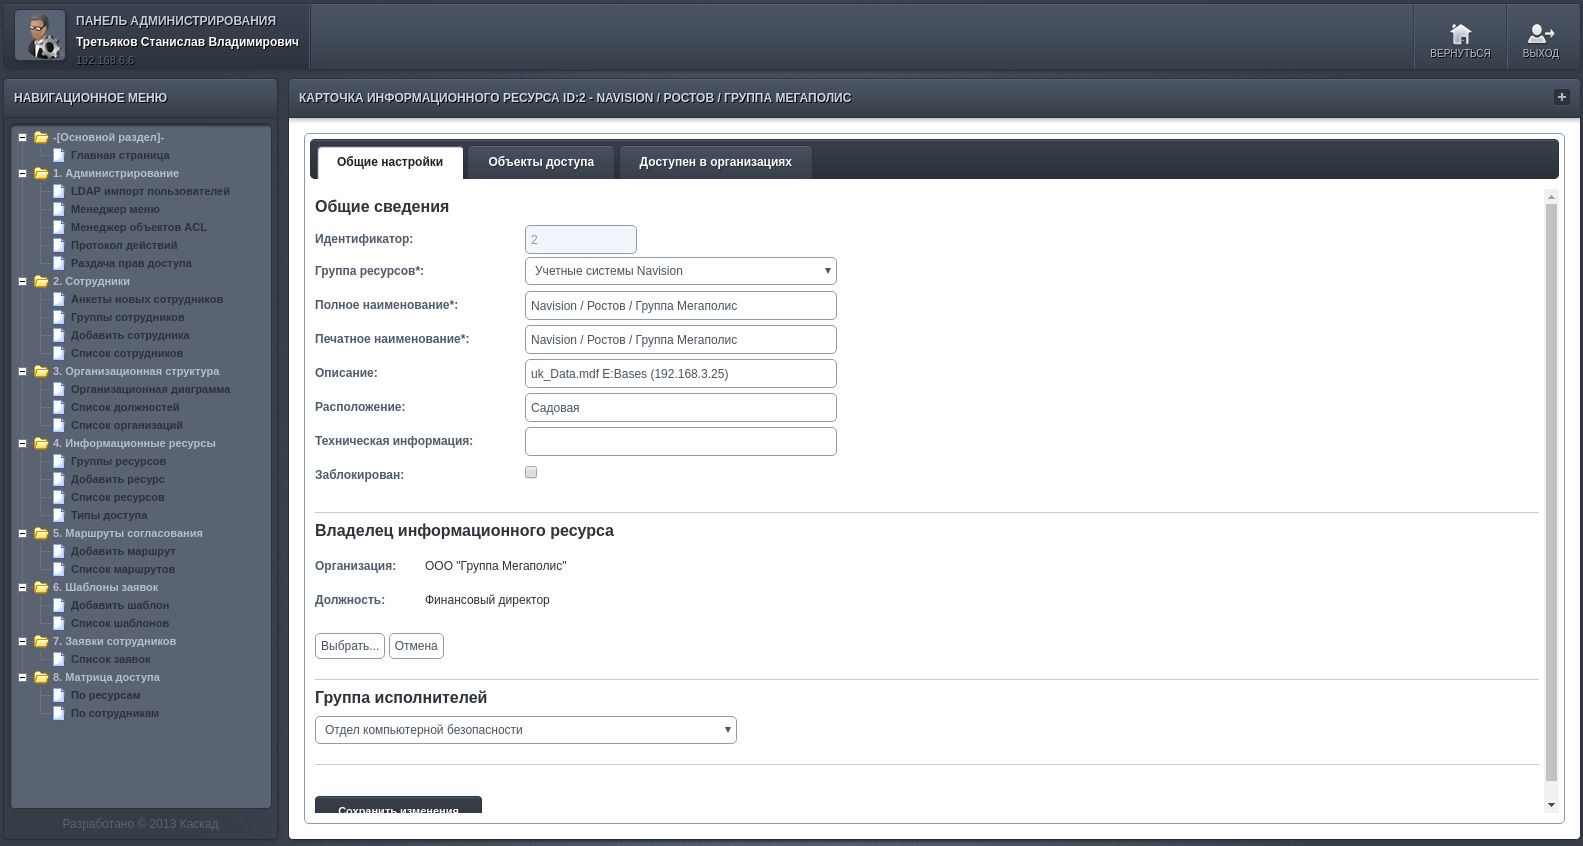 ПАНЕЛЬ АДМИНИСТРИРОВАНИЯ
Третьяков Станислав Владимирович
192.168.6.6
ВЕРНУТЬСЯ
ВЫХОД
НАВИГАЦИОННОЕ МЕНЮ
-[Основной раздел]-
Главная страница
1. Администрирование
LDAP импорт пользователей
Менеджер меню
Менеджер объектов ACL
Протокол действий
Раздача прав доступа
2. Сотрудники
Анкеты новых сотрудников
Группы сотрудников
Добавить сотрудника
Список сотрудников
3. Организационная структура
Организационная диаграмма
Список должностей
Список организаций
4. Информационные ресурсы
Группы ресурсов
Добавить ресурс
Список ресурсов
Типы доступа
5. Маршруты согласования
Добавить маршрут
Список маршрутов
6. Шаблоны заявок
Добавить шаблон
Список шаблонов
7. Заявки сотрудников
Список заявок
8. Матрица доступа
По ресурсам
По сотрудникам
Разработано © 2013 Каскад
КАРТОЧКА ИНФОРМАЦИОННОГО РЕСУРСА ID:2 - NAVISION / РОСТОВ / ГРУППА МЕГАПОЛИС
Общие настройки
Объекты доступа
Доступен в организациях
Общие сведения
Идентификатор: 2
Группа ресурсов*: Учетные системы Navision
Полное наименование*: Navision / Ростов / Группа Мегаполис
Печатное наименование*: Navision / Ростов / Группа Мегаполис
Описание: uk_Data.mdf E:Bases (192.168.3.25)
Расположение: Садовая
Техническая информация:
Заблокирован:
Владелец информационного ресурса
Организация: ООО "Группа Мегаполис"
Должность: Финансовый директор
Выбрать... Отмена
Группа исполнителей
Отдел компьютерной безопасности
Сохранить изменения